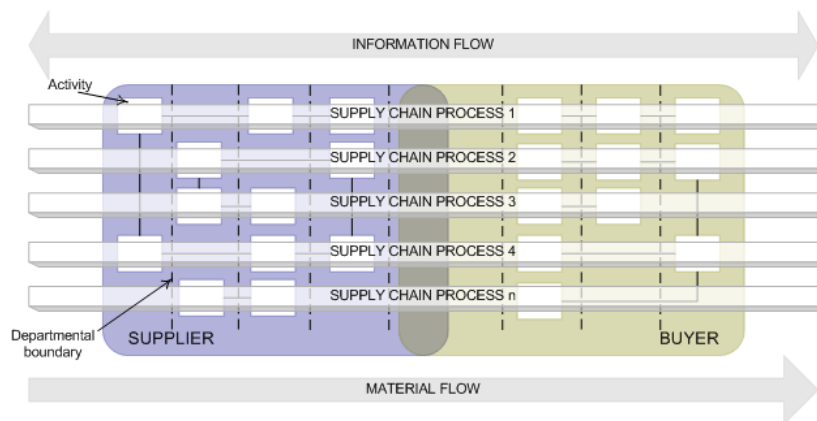 INFORMATION FLOW
Activity
SUPPLY CHAIN PROCESS 1
SUPPLY CHAIN PROCESS 2
SUPPLY CHAIN PROCESS 3
SUPPLY CHAIN PROCESS 4
SUPPLY CHAIN PROCESS n
Departmental
boundary
SUPPLIER
BUYER
MATERIAL FLOW